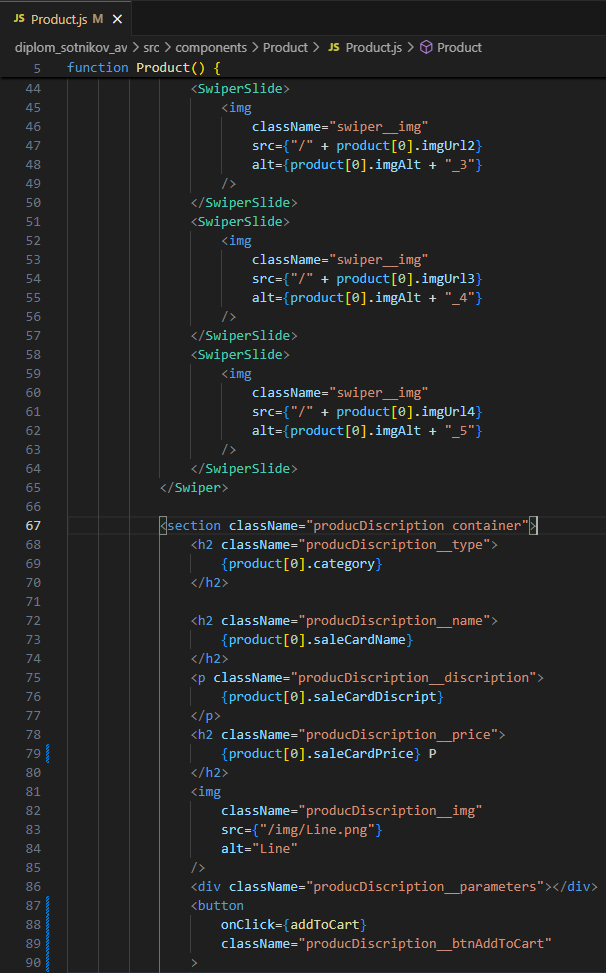 JS Product.js M ×
diplom_sotnikov_av > src > components > Product > JS Product.js > Product
5 function Product() {
44 <SwiperSlide>
45 <img
46 className="swiper__img"
47 src={"/" + product[0].imgUrl2}
48 alt={product[0].imgAlt + "_3"}
49 />
50 </SwiperSlide>
51 <SwiperSlide>
52 <img
53 className="swiper__img"
54 src={"/" + product[0].imgUrl3}
55 alt={product[0].imgAlt + "_4"}
56 />
57 </SwiperSlide>
58 <SwiperSlide>
59 <img
60 className="swiper__img"
61 src={"/" + product[0].imgUrl4}
62 alt={product[0].imgAlt + "_5"}
63 />
64 </SwiperSlide>
65 </Swiper>
66
67 <section className="producDiscription container">
68 <h2 className="producDiscription__type">
69 {product[0].category}
70 </h2>
71
72 <h2 className="producDiscription__name">
73 {product[0].saleCardName}
74 </h2>
75 <p className="producDiscription__discription">
76 {product[0].saleCardDiscript}
77 </p>
78 <h2 className="producDiscription__price">
79 {product[0].saleCardPrice} Р
80 </h2>
81 <img
82 className="producDiscription__img"
83 src={"/img/Line.png"}
84 alt="Line"
85 />
86 <div className="producDiscription__parameters"></div>
87 <button
88 onClick={addToCart}
89 className="producDiscription__btnAddToCart"
90 >